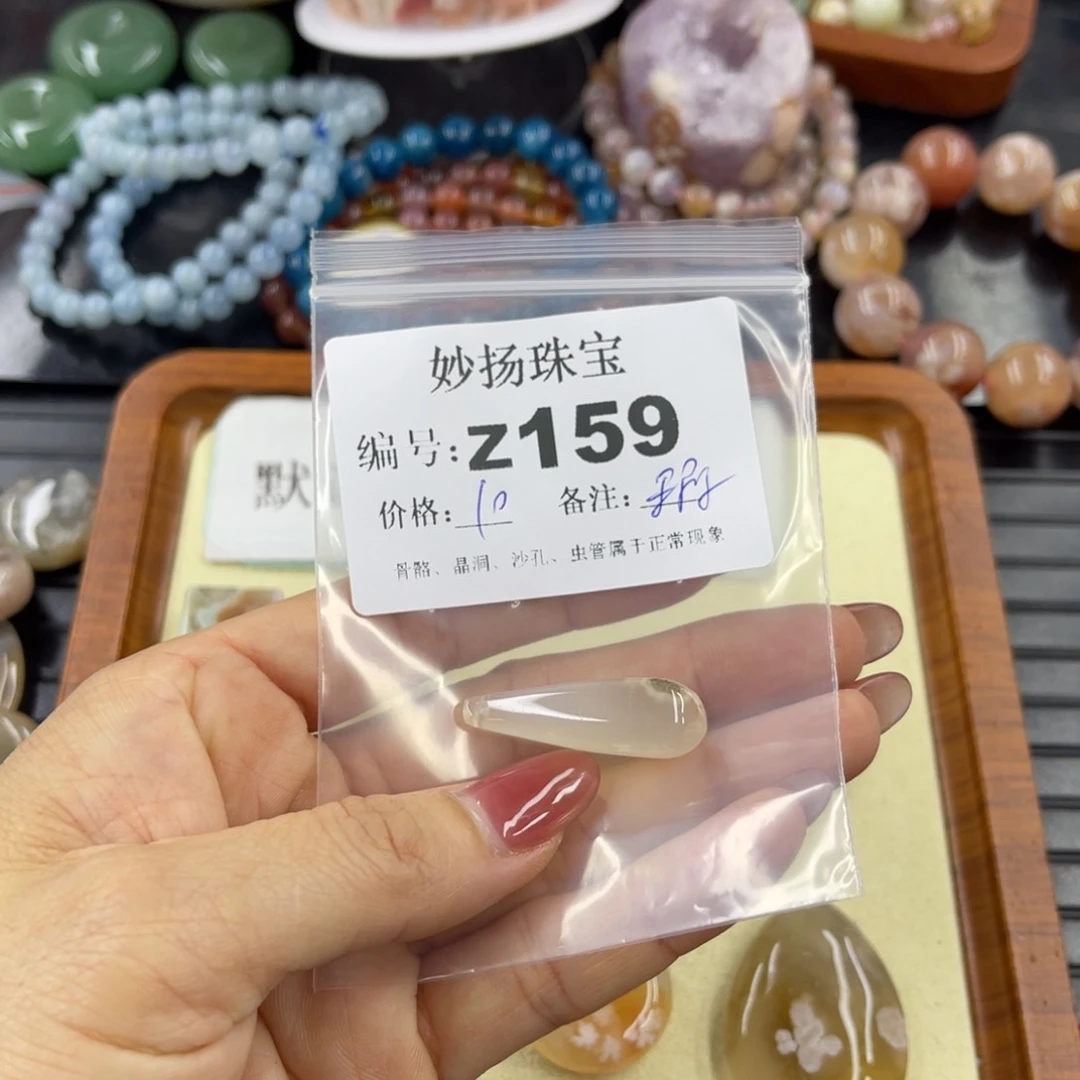 妙扬珠宝
编号:z159
价格:10 备注:
骨骼、晶洞、沙孔、虫管属于正常现象
默